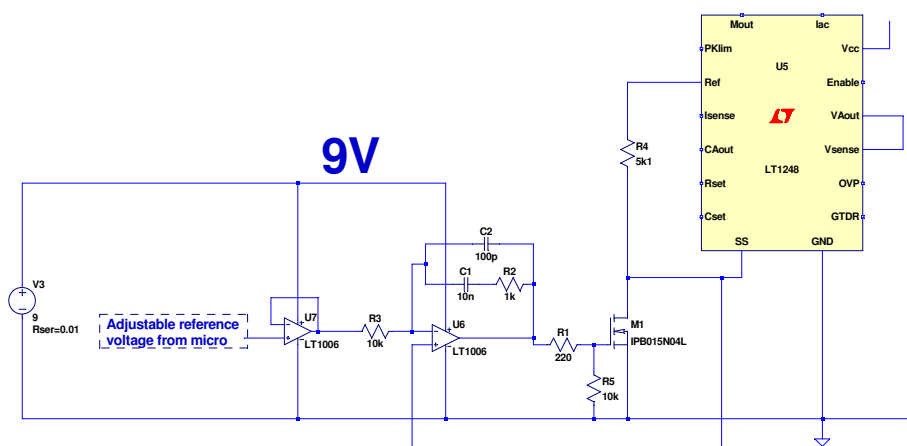 Mout
Iac
PKlim
Vcc
U5
Ref
Enable
Isense
VAout
CAout
Vsense
LT1248
Rset
OVP
Cset
GTDR
SS
GND
R4
5k1
9V
C2
100p
C1
10n
R2
1k
V3
9
Rser=0.01
Adjustable reference
voltage from micro
U7
LT1006
R3
10k
U6
LT1006
R1
220
M1
IPB015N04L
R5
10k